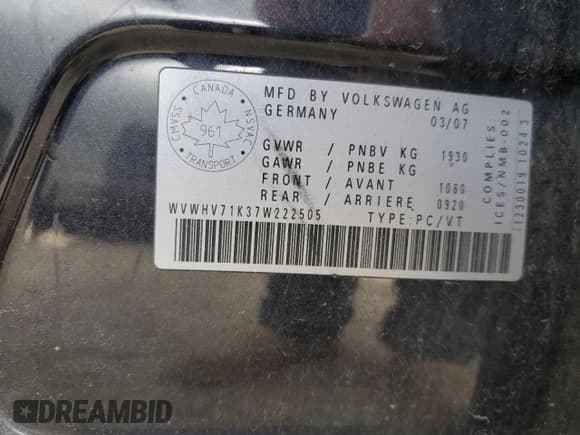 MFD BY VOLKSWAGEN AG
GERMANY 03/07
CANADA
CMVSS NSVAC
961
TRANSPORT
GVWR / PNBV KG 1930
GAWR / PNBE KG
FRONT / AVANT 1060
REAR / ARRIERE 0920
WVWHV71K37W222505 TYPE:PC/VT
COMPLIES:
ICES/NMB-002
11230019 1024 3
DREAMBID